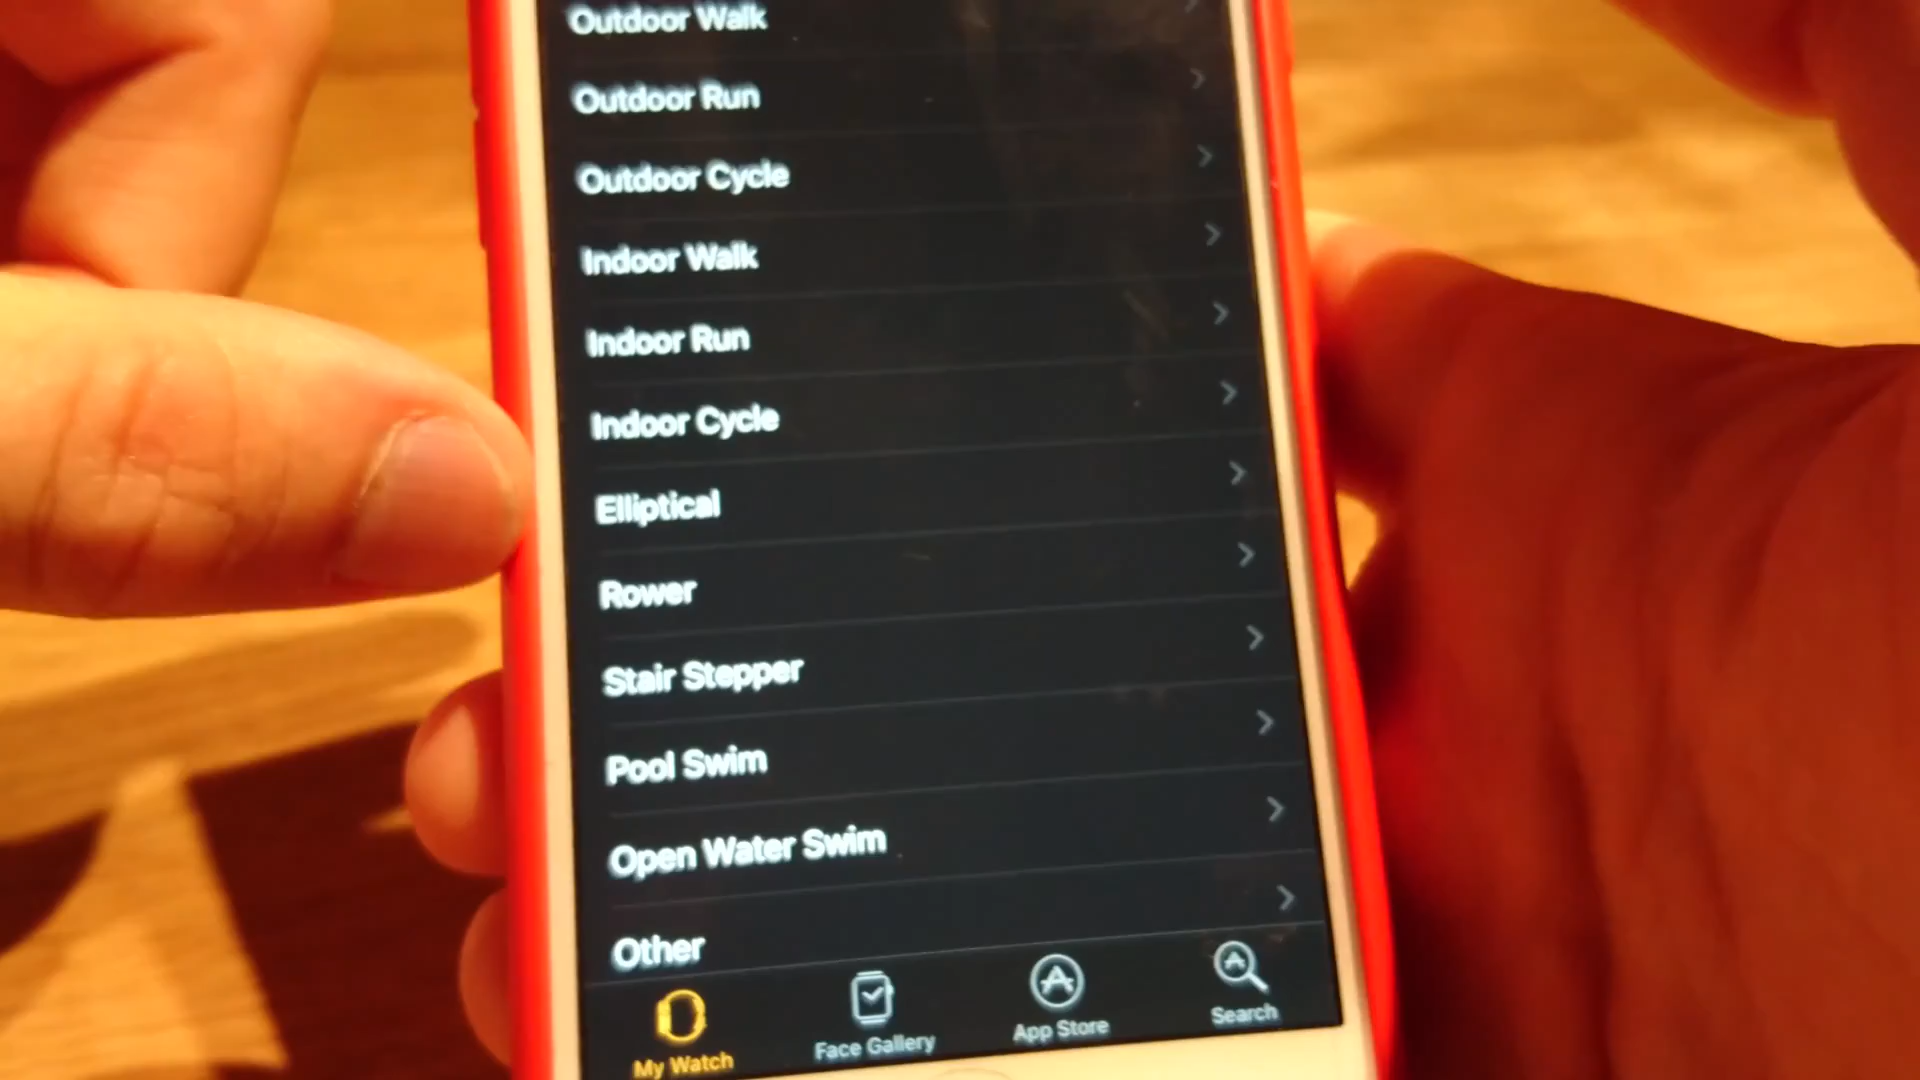 Outdoor Walk
Outdoor Run
Outdoor Cycle
Indoor Walk
Indoor Run
Indoor Cycle
Elliptical
Rower
Stair Stepper
Pool Swim
Open Water Swim
Other
My Watch
Face Gallery
App Store
Search